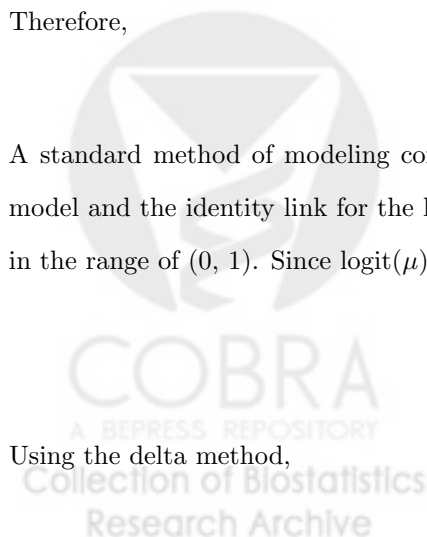 Therefore,
A standard method of modeling co
model and the identity link for the
in the range of (0, 1). Since logit(μ)
COBRA
A BEPRESS REPOSITORY
Using the delta method,
Collection of Biostatistics
Research Archive